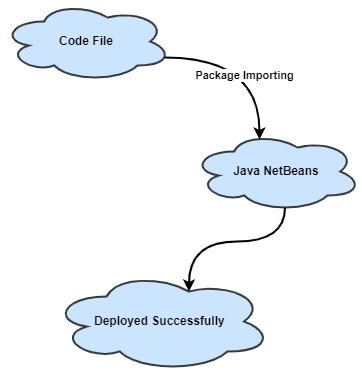 Code File
Package Importing
Java NetBeans
Deployed Successfully